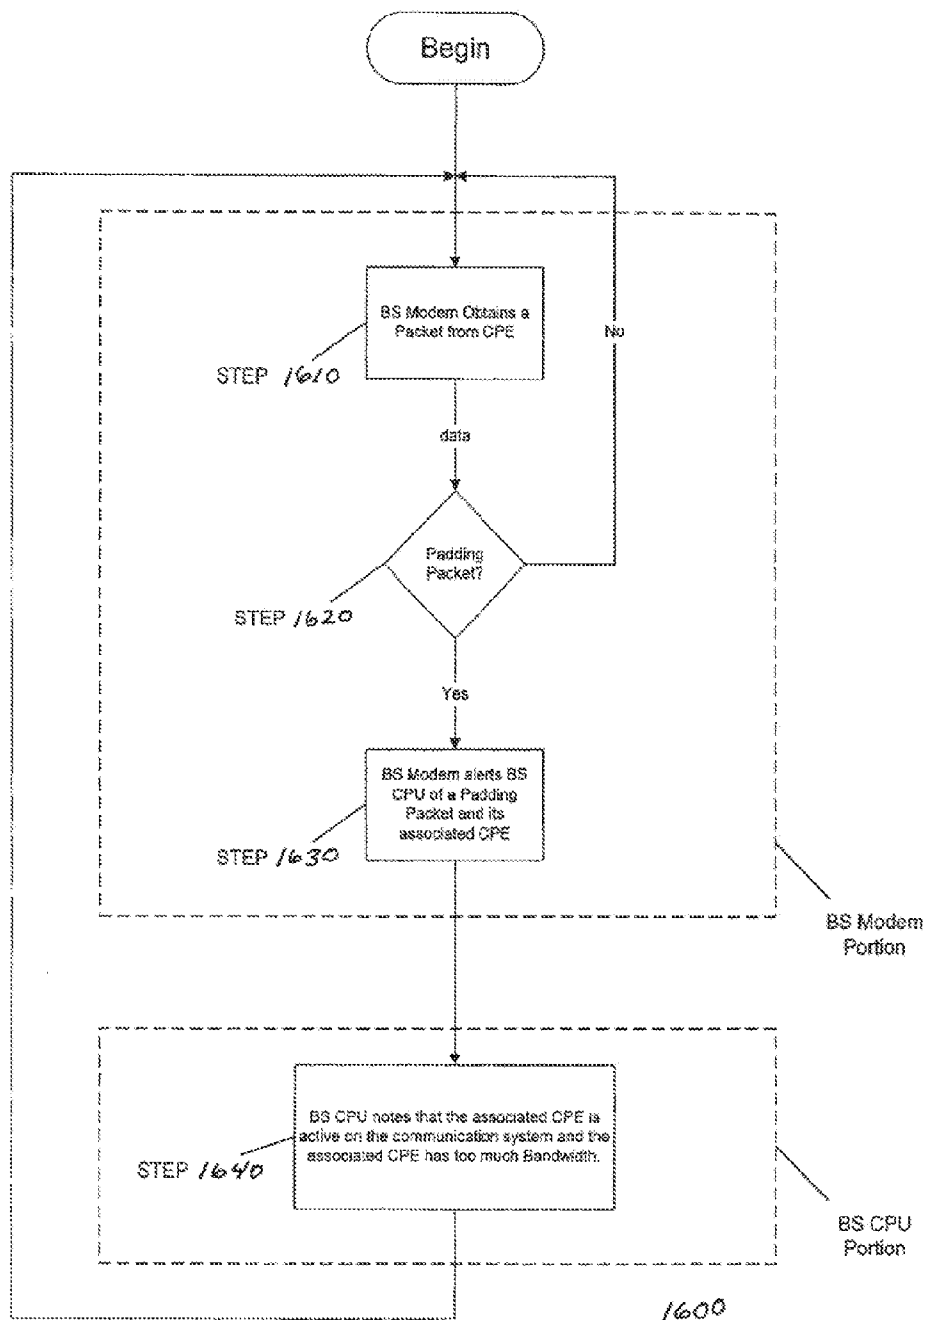 Begin
BS Modem Obtains a
Packet from CPE
No
STEP 1610
data
Padding
Packet?
STEP 1620
Yes
BS Modem alerts BS
CPU of a Padding
Packet and its
associated CPE
STEP 1630
BS Modem
Portion
BS CPU notes that the associated CPE is
active on the communication system and the
associated CPE has too much Bandwidth.
STEP 1640
BS CPU
Portion
1600